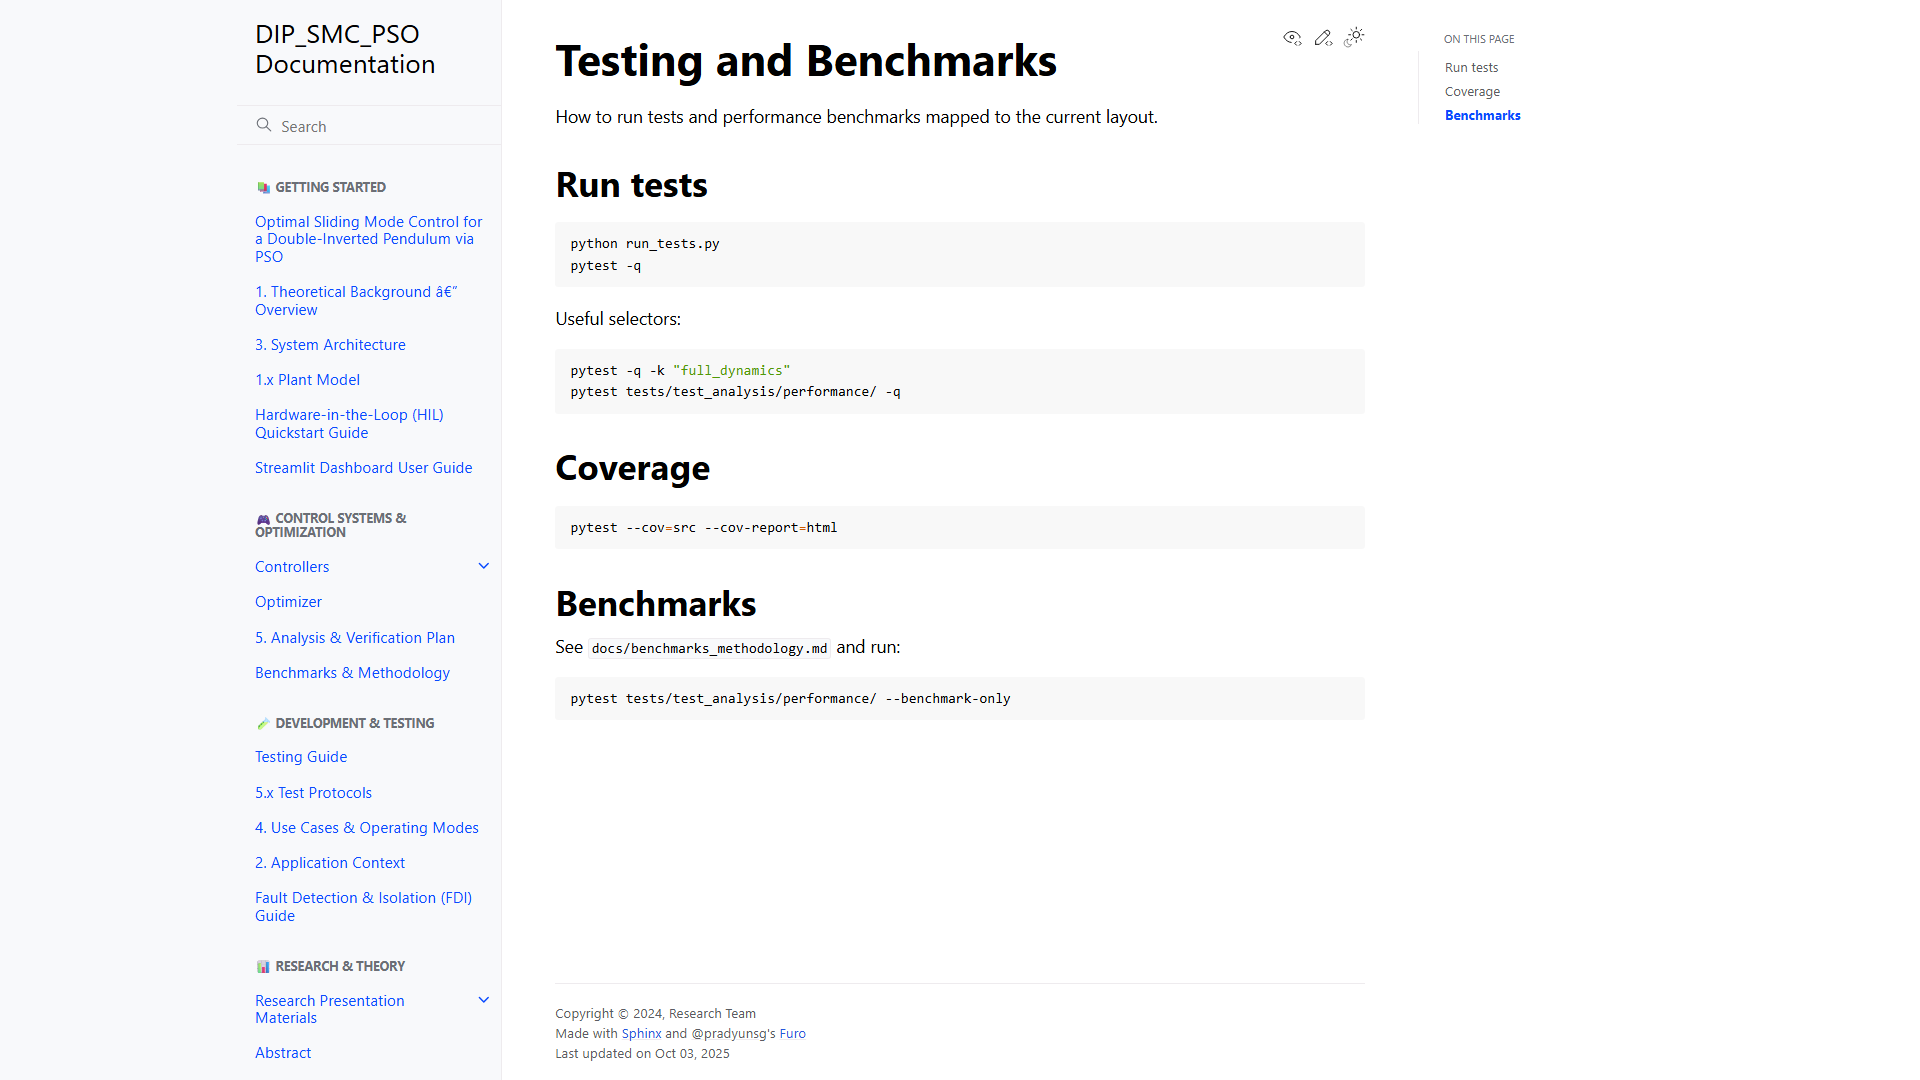 DIP_SMC_PSO
Documentation
Search
GETTING STARTED
Optimal Sliding Mode Control for
a Double-Inverted Pendulum via
PSO
1. Theoretical Background â€”
Overview
3. System Architecture
1.x Plant Model
Hardware-in-the-Loop (HIL)
Quickstart Guide
Streamlit Dashboard User Guide
CONTROL SYSTEMS &
OPTIMIZATION
Controllers
Optimizer
5. Analysis & Verification Plan
Benchmarks & Methodology
DEVELOPMENT & TESTING
Testing Guide
5.x Test Protocols
4. Use Cases & Operating Modes
2. Application Context
Fault Detection & Isolation (FDI)
Guide
RESEARCH & THEORY
Research Presentation
Materials
Abstract
Testing and Benchmarks
How to run tests and performance benchmarks mapped to the current layout.
Run tests
python run_tests.py
pytest -q
Useful selectors:
pytest -q -k "full_dynamics"
pytest tests/test_analysis/performance/ -q
Coverage
pytest --cov=src --cov-report=html
Benchmarks
See docs/benchmarks_methodology.md and run:
pytest tests/test_analysis/performance/ --benchmark-only
Copyright © 2024, Research Team
Made with Sphinx and @pradyunsg's Furo
Last updated on Oct 03, 2025
ON THIS PAGE
Run tests
Coverage
Benchmarks